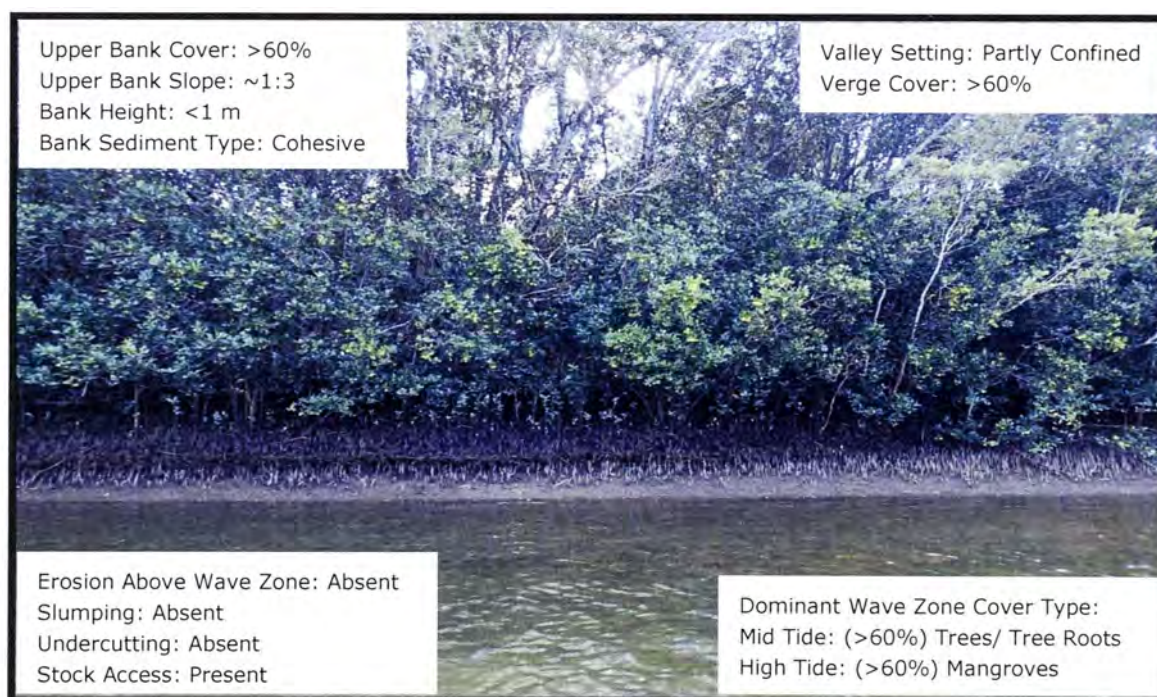 Upper Bank Cover: >60%
Upper Bank Slope: ~1:3
Bank Height: <1 m
Bank Sediment Type: Cohesive
Valley Setting: Partly Confined
Verge Cover: >60%
Erosion Above Wave Zone: Absent
Slumping: Absent
Undercutting: Absent
Stock Access: Present
Dominant Wave Zone Cover Type:
Mid Tide: (>60%) Trees/ Tree Roots
High Tide: (>60%) Mangroves